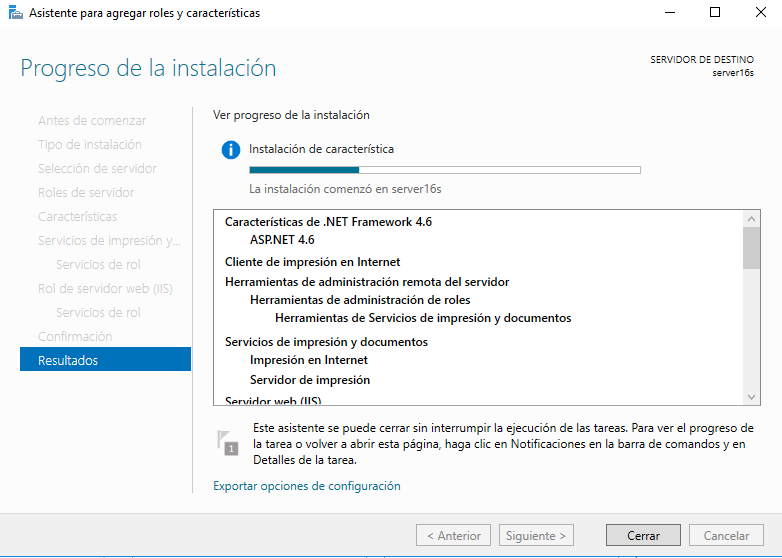 Asistente para agregar roles y características
Progreso de la instalación
SERVIDOR DE DESTINO
server16s
Antes de comenzar
Tipo de instalación
Selección de servidor
Roles de servidor
Características
Servicios de impresión y...
Servicios de rol
Rol de servidor web (IIS)
Servicios de rol
Confirmación
Resultados
Ver progreso de la instalación
Instalación de característica
La instalación comenzó en server16s
Características de .NET Framework 4.6
ASP.NET 4.6
Cliente de impresión en Internet
Herramientas de administración remota del servidor
Herramientas de administración de roles
Herramientas de Servicios de impresión y documentos
Servicios de impresión y documentos
Impresión en Internet
Servidor de impresión
Servidor web (IIS)
1
Este asistente se puede cerrar sin interrumpir la ejecución de las tareas. Para ver el progreso de
la tarea o volver a abrir esta página, haga clic en Notificaciones en la barra de comandos y en
Detalles de la tarea.
Exportar opciones de configuración
< Anterior
Siguiente >
Cerrar
Cancelar